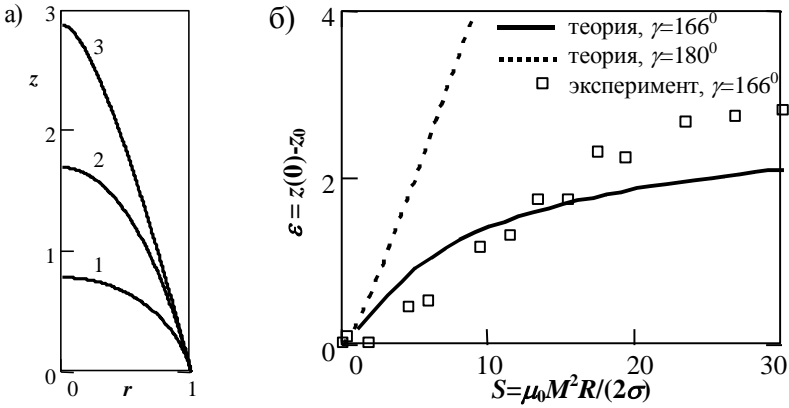 а)
3
z
2
1
0
3
2
1
0
r
1
б)
4
ε = z(0)-z₀
2
0
теория, γ=166⁰
теория, γ=180⁰
эксперимент, γ=166⁰
0
10
20
30
S=μ₀M²R/(2σ)